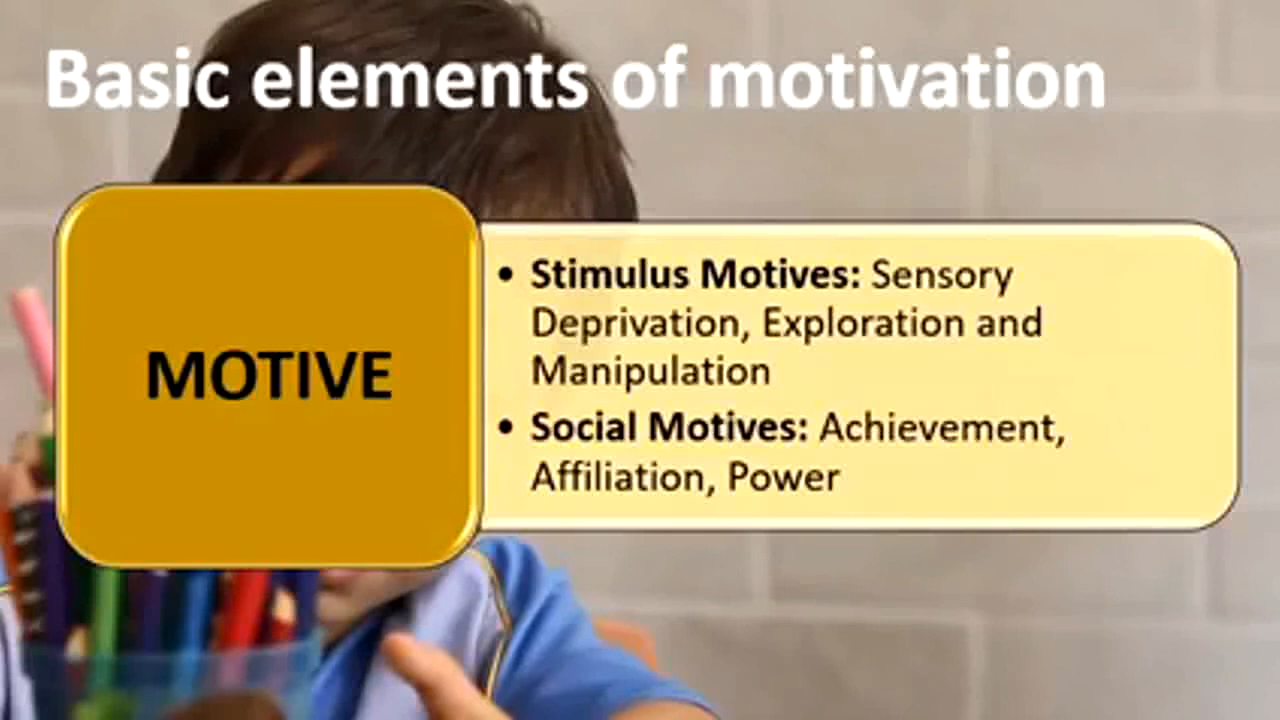 Basic elements of motivation
MOTIVE
• Stimulus Motives: Sensory
Deprivation, Exploration and
Manipulation
• Social Motives: Achievement,
Affiliation, Power